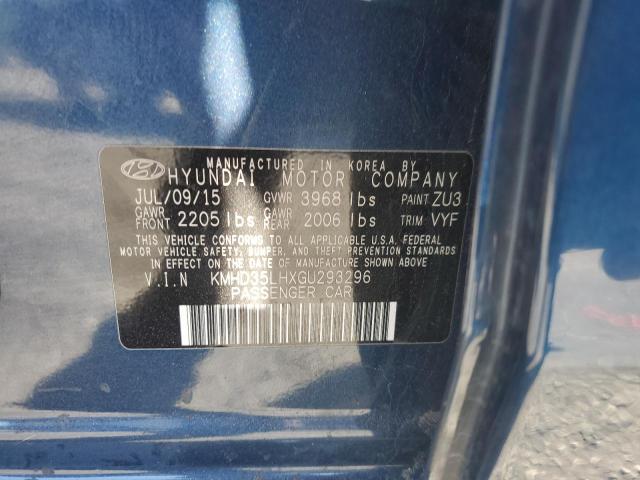 MANUFACTURED IN KOREA BY
HYUNDAI MOTOR COMPANY
JUL/09/15 GVWR 3968 lbs PAINT ZU3
GAWR FRONT 2205 lbs GAWR REAR 2006 lbs TRIM VYF
THIS VEHICLE CONFORMS TO ALL APPLICABLE U.S.A. FEDERAL
MOTOR VEHICLE SAFETY, BUMPER, AND THEFT PREVENTION STANDARDS
IN EFFECT ON THE DATE OF MANUFACTURE SHOWN ABOVE.
V.I.N KMHD35LHXGU293296
PASSENGER CAR